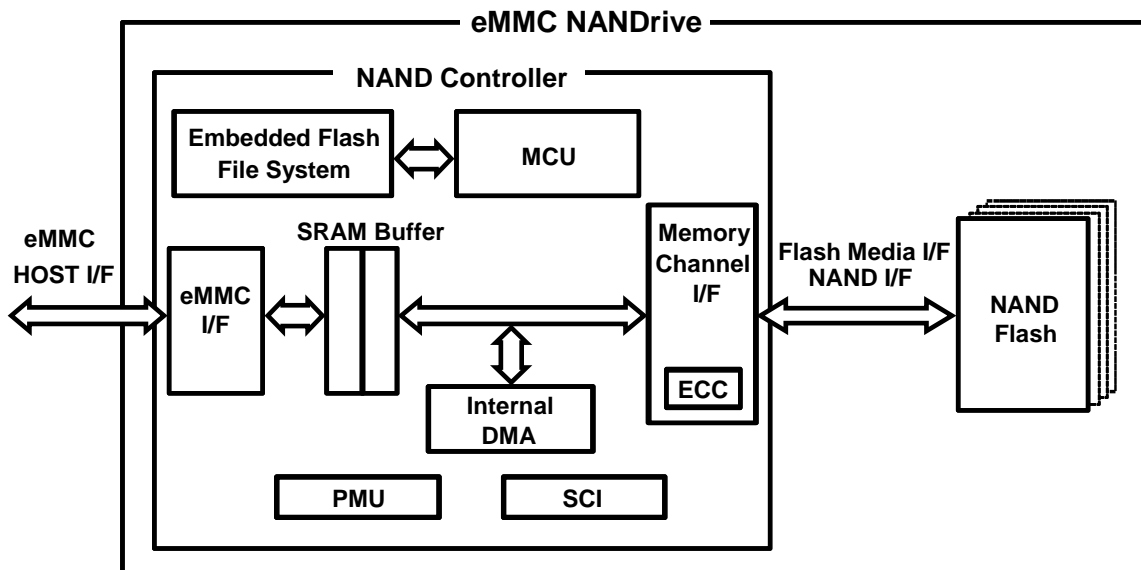 eMMC NANDrive
NAND Controller
Embedded Flash
File System
MCU
eMMC
HOST I/F
eMMC
I/F
SRAM Buffer
Memory
Channel
I/F
ECC
Flash Media I/F
NAND I/F
NAND
Flash
Internal
DMA
PMU
SCI